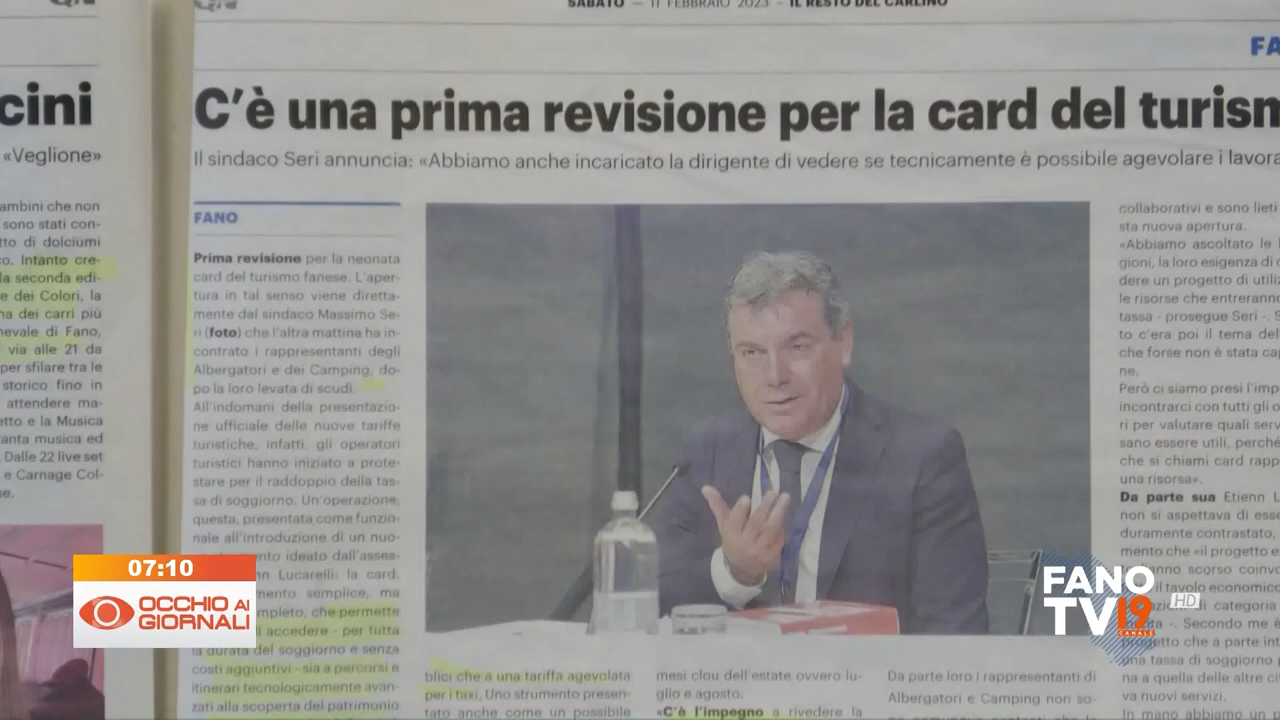 SABATO — 11 FEBBRAIO 2023 – IL RESTO DEL CARLINO
FA
cini
«Veglione»
ambini che non
sono stati con-
tto di dolciumi
co. Intanto cre-
la seconda edi-
e dei Colori, la
na dei carri più
nevale di Fano,
via alle 21 da
per sfilare tra le
storico fino in
attendere ma-
etto e la Musica
tanta musica ed
Dalle 22 live set
e Carnage Col-
se.
C'è una prima revisione per la card del turism
Il sindaco Seri annuncia: «Abbiamo anche incaricato la dirigente di vedere se tecnicamente è possibile agevolare i lavora
FANO
Prima revisione per la neonata
card del turismo fanese. L'aper-
tura in tal senso viene diretta-
mente dal sindaco Massimo Se-
ri (foto) che l'altra mattina ha in-
contrato i rappresentanti degli
Albergatori e dei Camping, do-
po la loro levata di scudi.
All'indomani della presentazio-
ne ufficiale delle nuove tariffe
turistiche, infatti, gli operatori
turistici hanno iniziato a prote-
stare per il raddoppio della tas-
sa di soggiorno. Un'operazione,
questa, presentata come funzio-
nale all'introduzione di un nuo-
nto ideato dall'asses-
nn Lucarelli: la card.
mento semplice, ma
mpleto, che permette
i accedere - per tutta
la durata del soggiorno e senza
costi aggiuntivi - sia a percorsi e
itinerari tecnologicamente avan-
zati alla scoperta del patrimonio
blici che a una tariffa agevolata
per i taxi. Uno strumento presen-
tato anche come un possibile
mesi clou dell'estate ovvero lu-
glio e agosto.
«C'è l'impegno a rivedere la
Da parte loro i rappresentanti di
Albergatori e Camping non so-
collaborativi e sono lieti
sta nuova apertura.
«Abbiamo ascoltato le
gioni, la loro esigenza di
dere un progetto di utiliz
le risorse che entreranno
tassa - prosegue Seri -. S
to c'era poi il tema del
che forse non è stata cap
ne.
Però ci siamo presi l'imp
incontrarci con tutti gli o
ri per valutare quali serv
sano essere utili, perché
che si chiami card rapp
una risorsa».
Da parte sua Etienn L
non si aspettava di esse
duramente contrastato,
mento che «il progetto e
anno scorso coinvo
il tavolo economico
di categoria
-. Secondo me è
progetto che a parte int
una tassa di soggiorno
na a quella delle altre ci
va nuovi servizi.
In mano abbiamo un
07:10
OCCHIO AI
GIORNALI
FANO
TV 19
CANALE
HD